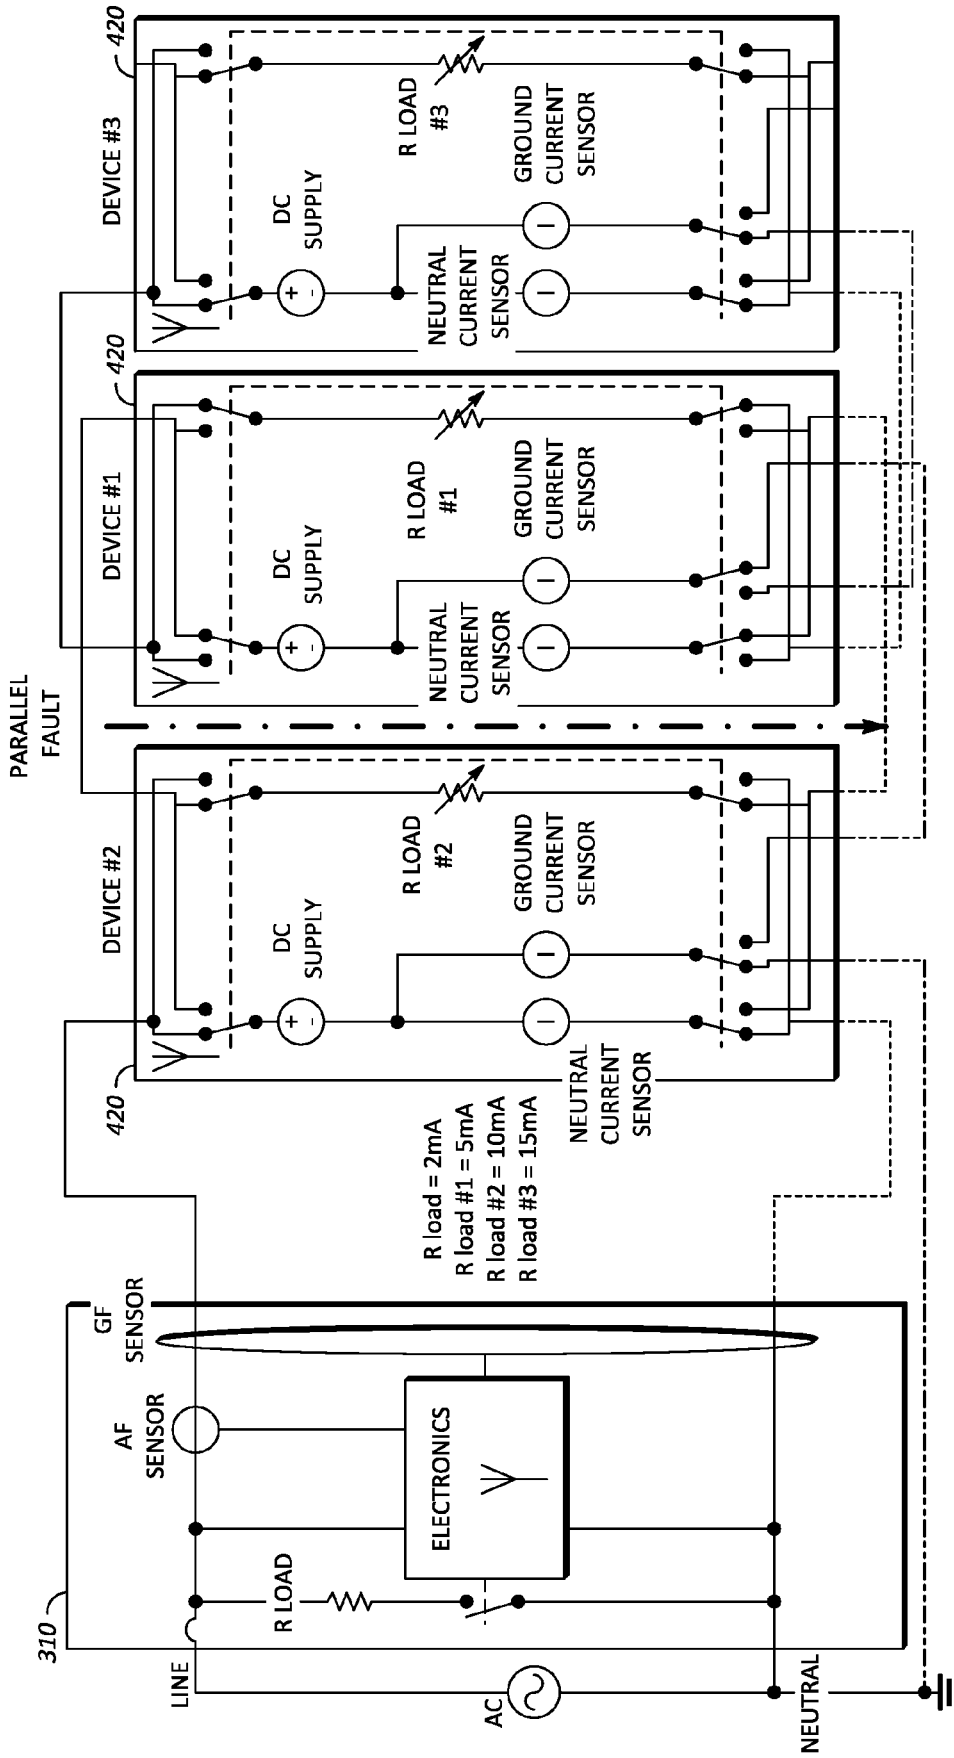 310
LINE
AC
NEUTRAL
R LOAD
AF
SENSOR
GF
SENSOR
ELECTRONICS
R load = 2mA
R load #1 = 5mA
R load #2 = 10mA
R load #3 = 15mA
420
DEVICE #2
DC
SUPPLY
+
-
R LOAD
#2
GROUND
CURRENT
SENSOR
NEUTRAL
CURRENT
SENSOR
PARALLEL
FAULT
420
DEVICE #1
DC
SUPPLY
+
-
R LOAD
#1
GROUND
CURRENT
SENSOR
NEUTRAL
CURRENT
SENSOR
420
DEVICE #3
DC
SUPPLY
+
-
R LOAD
#3
GROUND
CURRENT
SENSOR
NEUTRAL
CURRENT
SENSOR